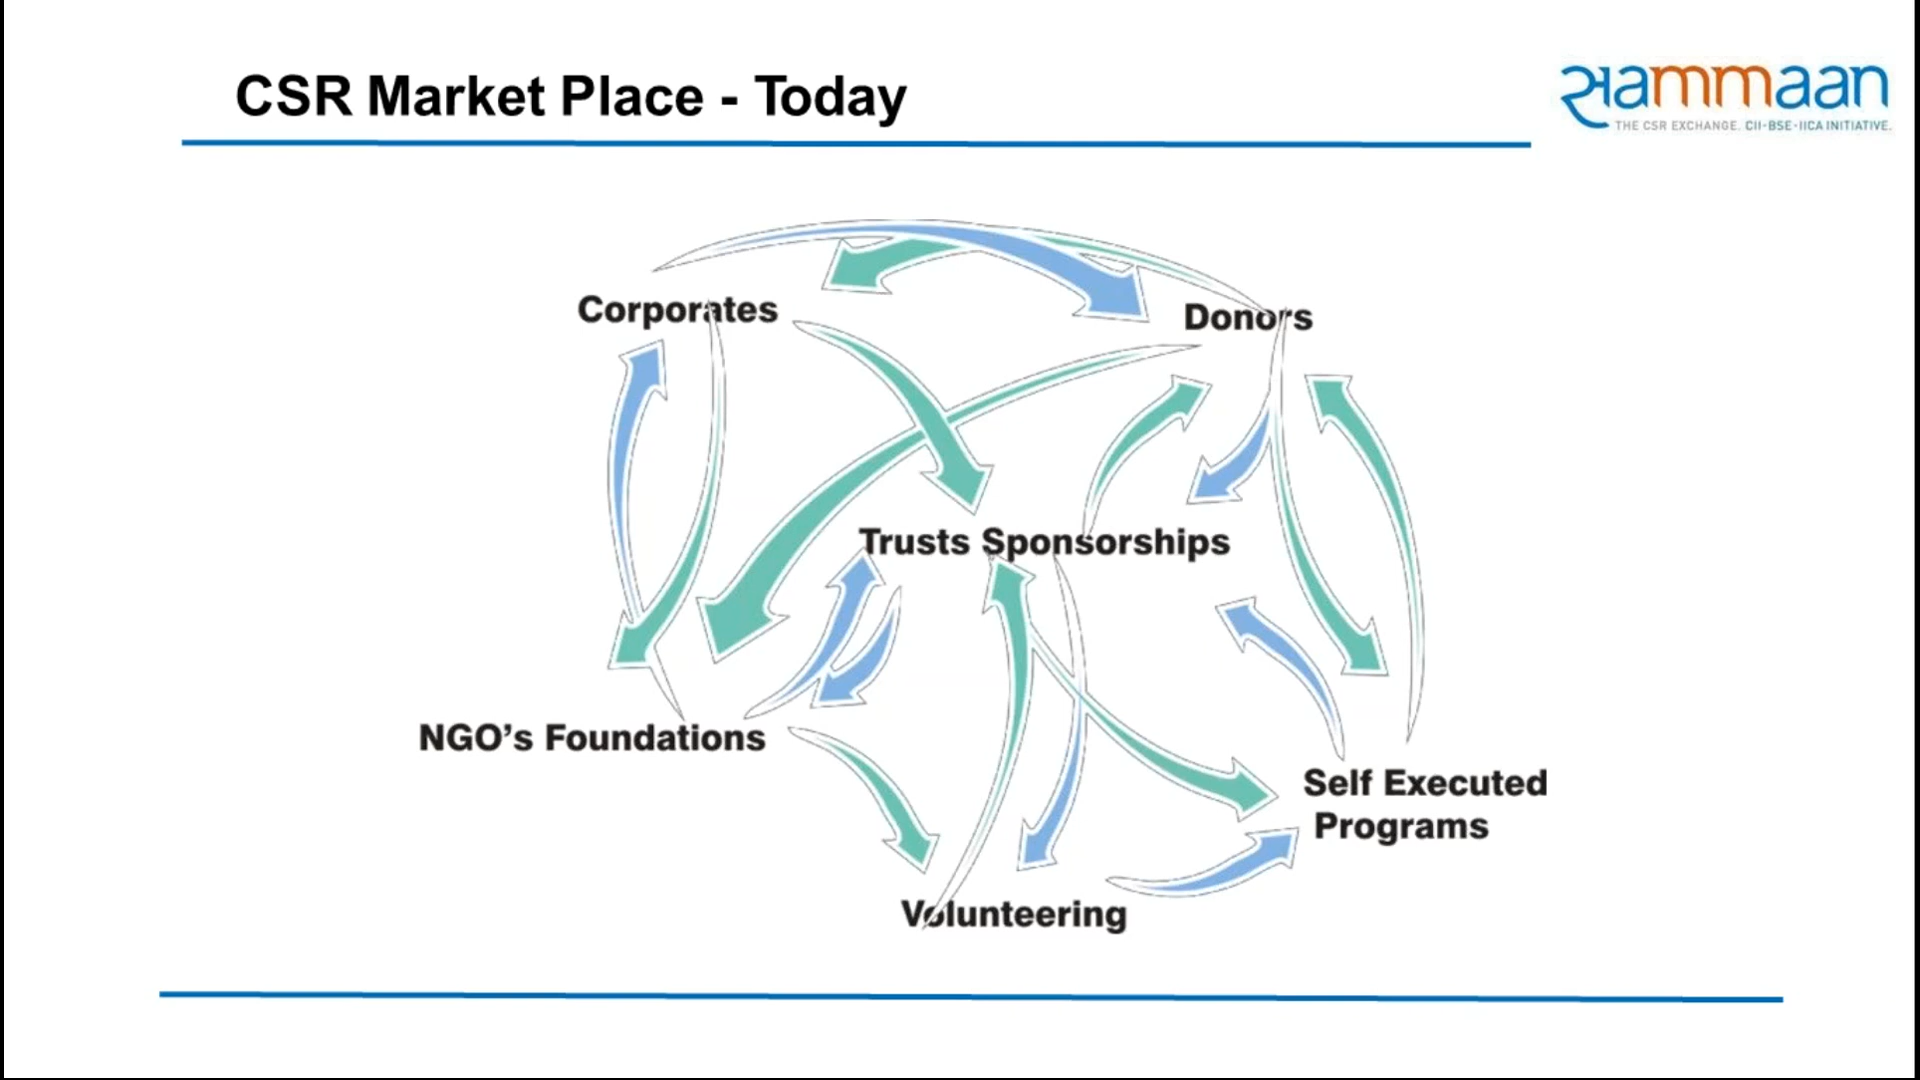 CSR Market Place - Today
સammaan
THE CSR EXCHANGE. CII-BSE-IICA INITIATIVE.
Corporates
Donors
Trusts Sponsorships
NGO’s Foundations
Self Executed
Programs
Volunteering